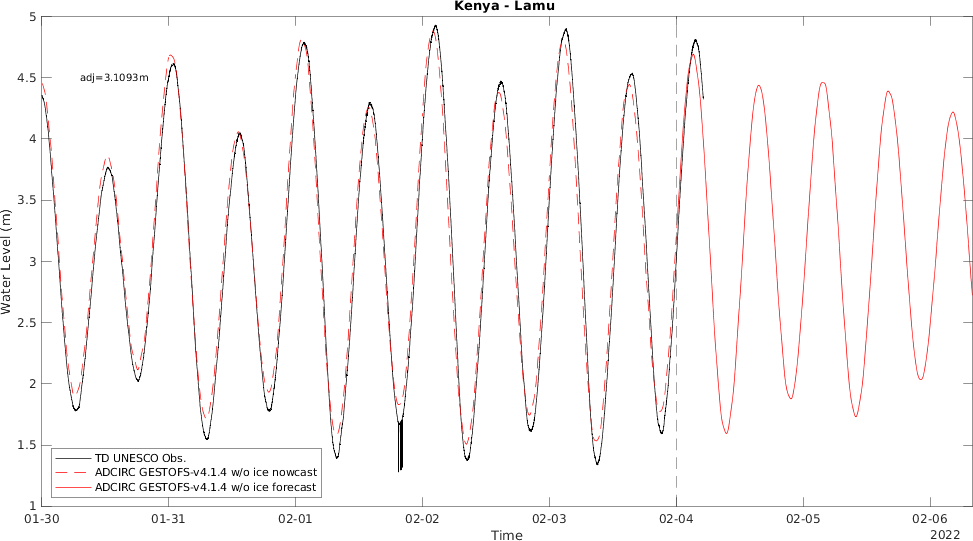 Kenya - Lamu
adj=3.1093m
5
4.5
4
3.5
3
2.5
2
1.5
1
Water Level (m)
TD UNESCO Obs.
ADCIRC GESTOFS-v4.1.4 w/o ice nowcast
ADCIRC GESTOFS-v4.1.4 w/o ice forecast
01-30 01-31 02-01 02-02 02-03 02-04 02-05 02-06
Time
2022